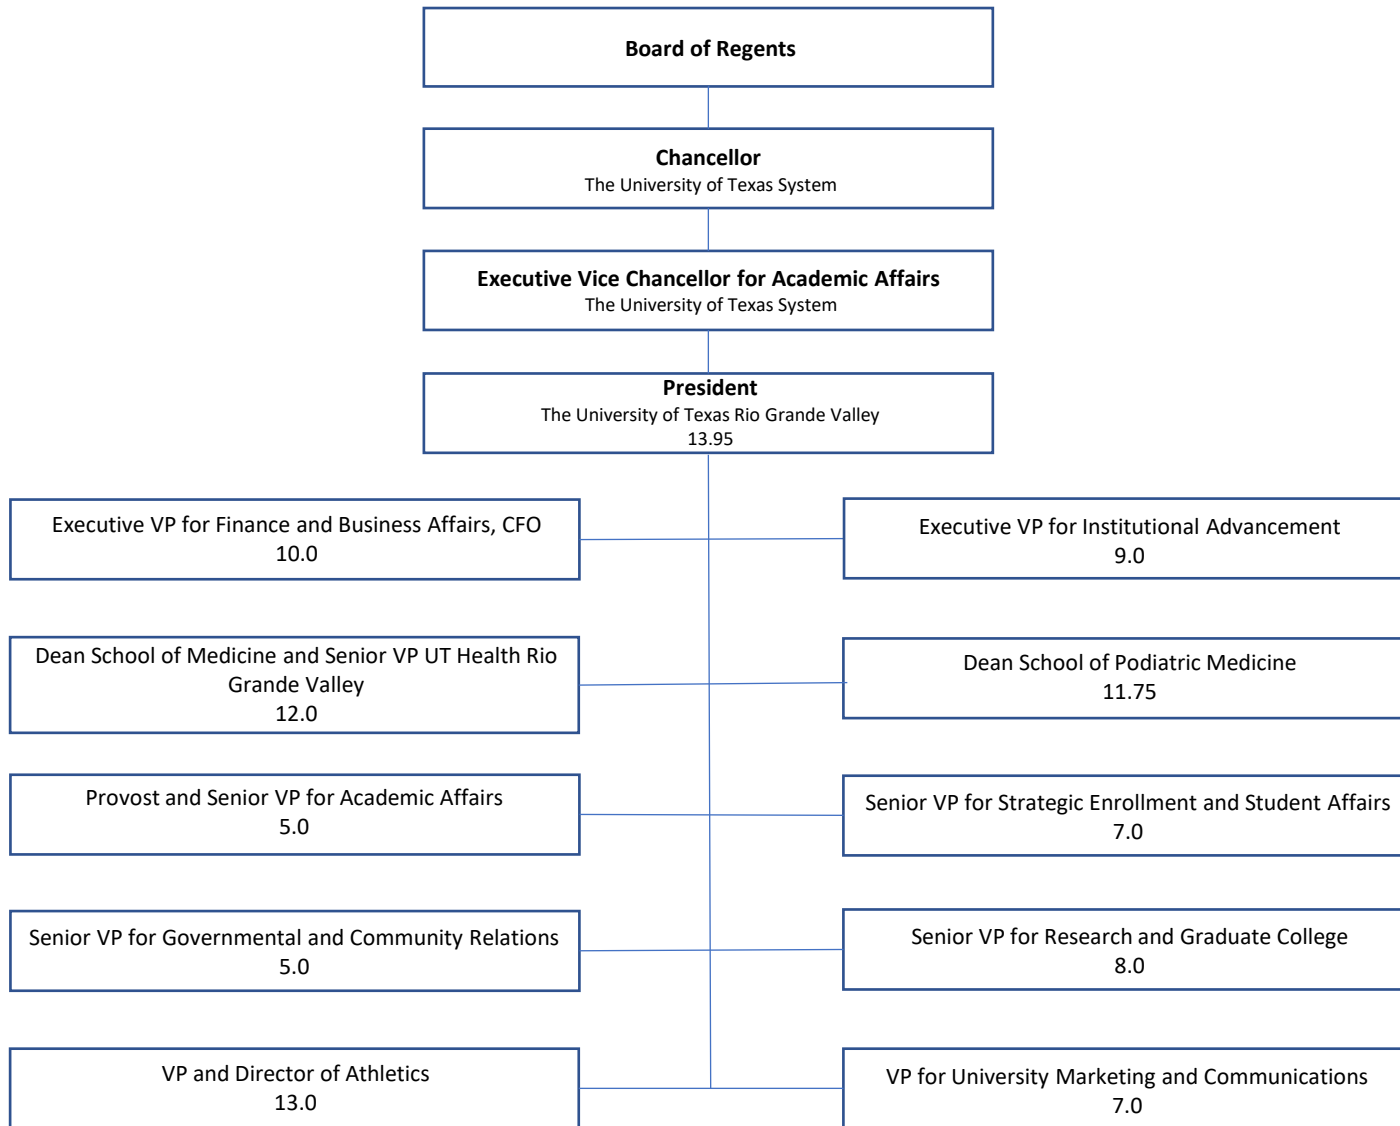 Board of Regents
Chancellor
The University of Texas System
Executive Vice Chancellor for Academic Affairs
The University of Texas System
President
The University of Texas Rio Grande Valley
13.95
Executive VP for Finance and Business Affairs, CFO
10.0
Executive VP for Institutional Advancement
9.0
Dean School of Medicine and Senior VP UT Health Rio
Grande Valley
12.0
Dean School of Podiatric Medicine
11.75
Provost and Senior VP for Academic Affairs
5.0
Senior VP for Strategic Enrollment and Student Affairs
7.0
Senior VP for Governmental and Community Relations
5.0
Senior VP for Research and Graduate College
8.0
VP and Director of Athletics
13.0
VP for University Marketing and Communications
7.0